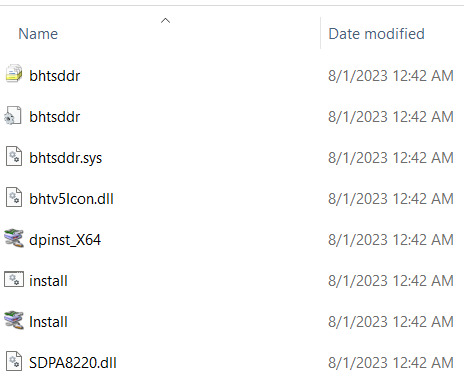 Name Date modified
bhtsddr 8/1/2023 12:42 AM
bhtsddr 8/1/2023 12:42 AM
bhtsddr.sys 8/1/2023 12:42 AM
bhtv5Icon.dll 8/1/2023 12:42 AM
dpinst_X64 8/1/2023 12:42 AM
install 8/1/2023 12:42 AM
Install 8/1/2023 12:42 AM
SDPA8220.dll 8/1/2023 12:42 AM